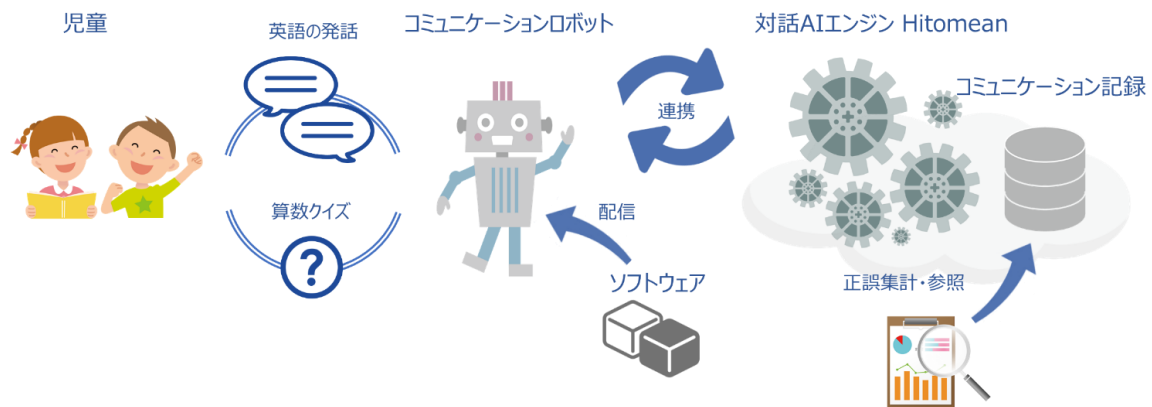 児童
英語の発話
コミュニケーションロボット
対話AIエンジン Hitomean
コミュニケーション記録
連携
算数クイズ
?
配信
ソフトウェア
正誤集計・参照